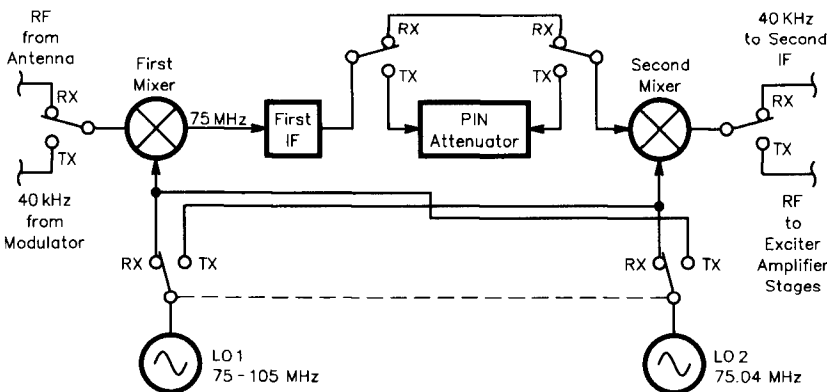 RF
from
Antenna
RX
TX
40 kHz
from
Modulator
First
Mixer
75 MHz
First
IF
RX
TX
PIN
Attenuator
RX
TX
Second
Mixer
40 KHz
to Second
IF
RX
TX
RF
to
Exciter
Amplifier
Stages
RX
TX
RX
TX
LO 1
75 - 105 MHz
LO 2
75.04 MHz